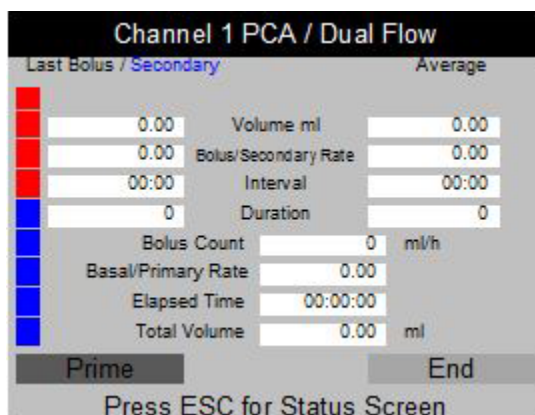 Channel 1 PCA / Dual Flow
Last Bolus / Secondary Average
0.00 Volume ml 0.00
0.00 Bolus/Secondary Rate 0.00
00:00 Interval 00:00
0 Duration 0
Bolus Count 0 ml/h
Basal/Primary Rate 0.00
Elapsed Time 00:00:00
Total Volume 0.00 ml
Prime End
Press ESC for Status Screen